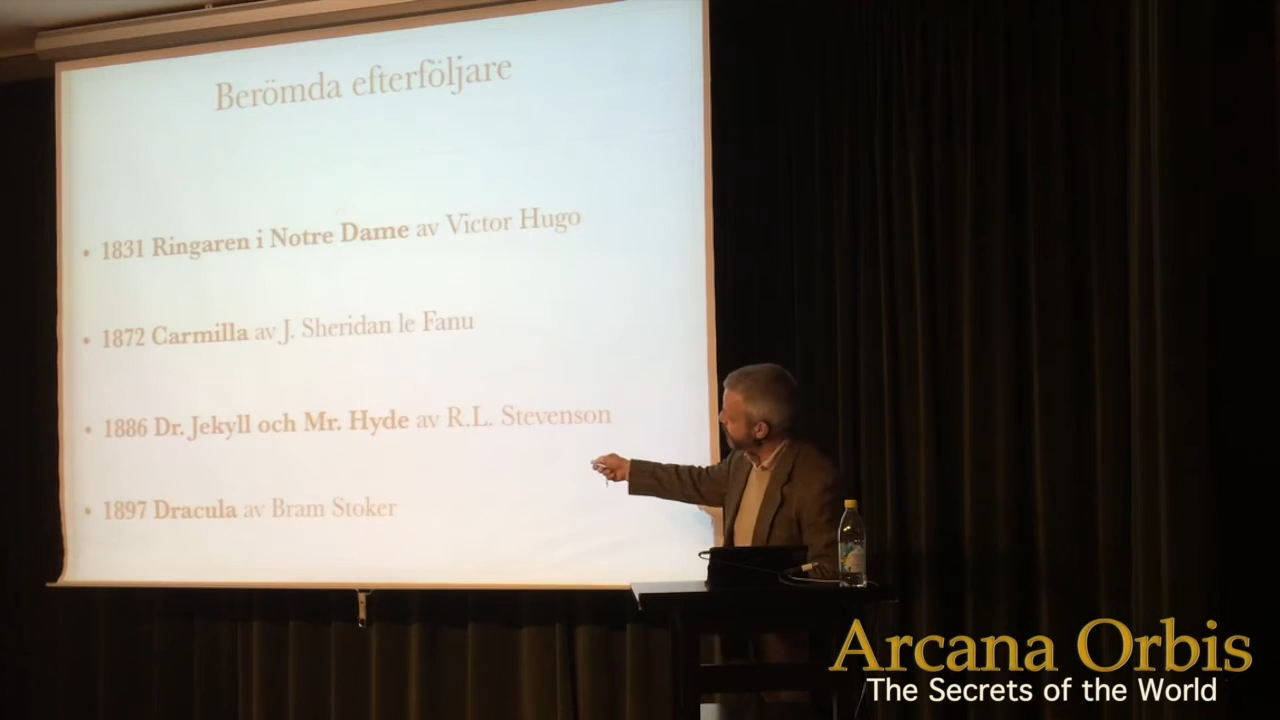 Berömda efterföljare
• 1831 Ringaren i Notre Dame av Victor Hugo
• 1872 Carmilla av J. Sheridan le Fanu
• 1886 Dr. Jekyll och Mr. Hyde av R.L. Stevenson
• 1897 Dracula av Bram Stoker
Arcana Orbis
The Secrets of the World